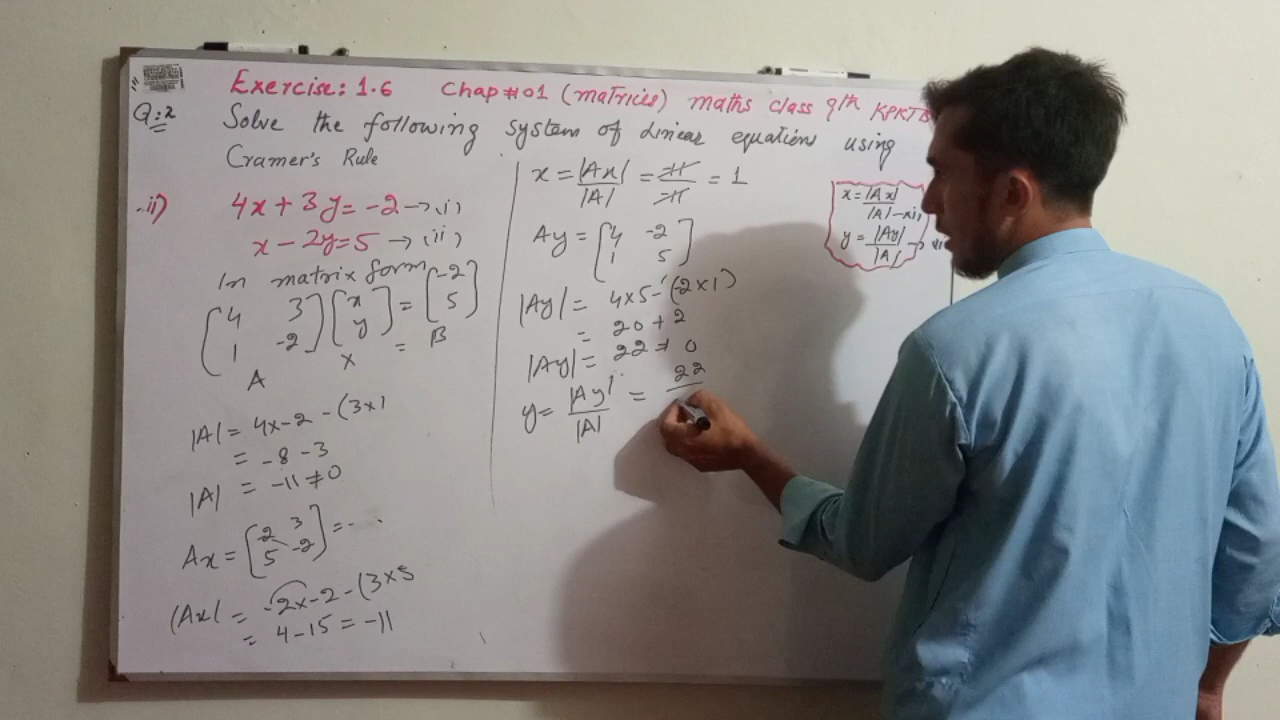 Exercise: 1.6 Chap#01 (matrices) maths class 9th KPKTB
Q:2 Solve the following system of Linear equation using
Cramer's Rule
ii) 4x + 3y = -2 → (i)
x - 2y = 5 → (ii)
In matrix form
[4 3] [x] = [-2]
[1 -2] [y] [5]
A X = B
|A| = 4x-2 - (3x1
= -8 - 3
|A| = -11 ≠ 0
Ax = [-2 3] = -
[5 -2]
|Ax| = -2x-2 - (3x5
= 4-15 = -11
x = |Ax| / |A| = -11 / -11 = 1
Ay = [4 -2]
[1 5]
|Ay| = 4x5 - (-2x1)
= 20 + 2
|Ay| = 22 ≠ 0
y = |Ay| / |A| = 22
x = |Ax| / |A| → (i)
y = |Ay| / |A| →